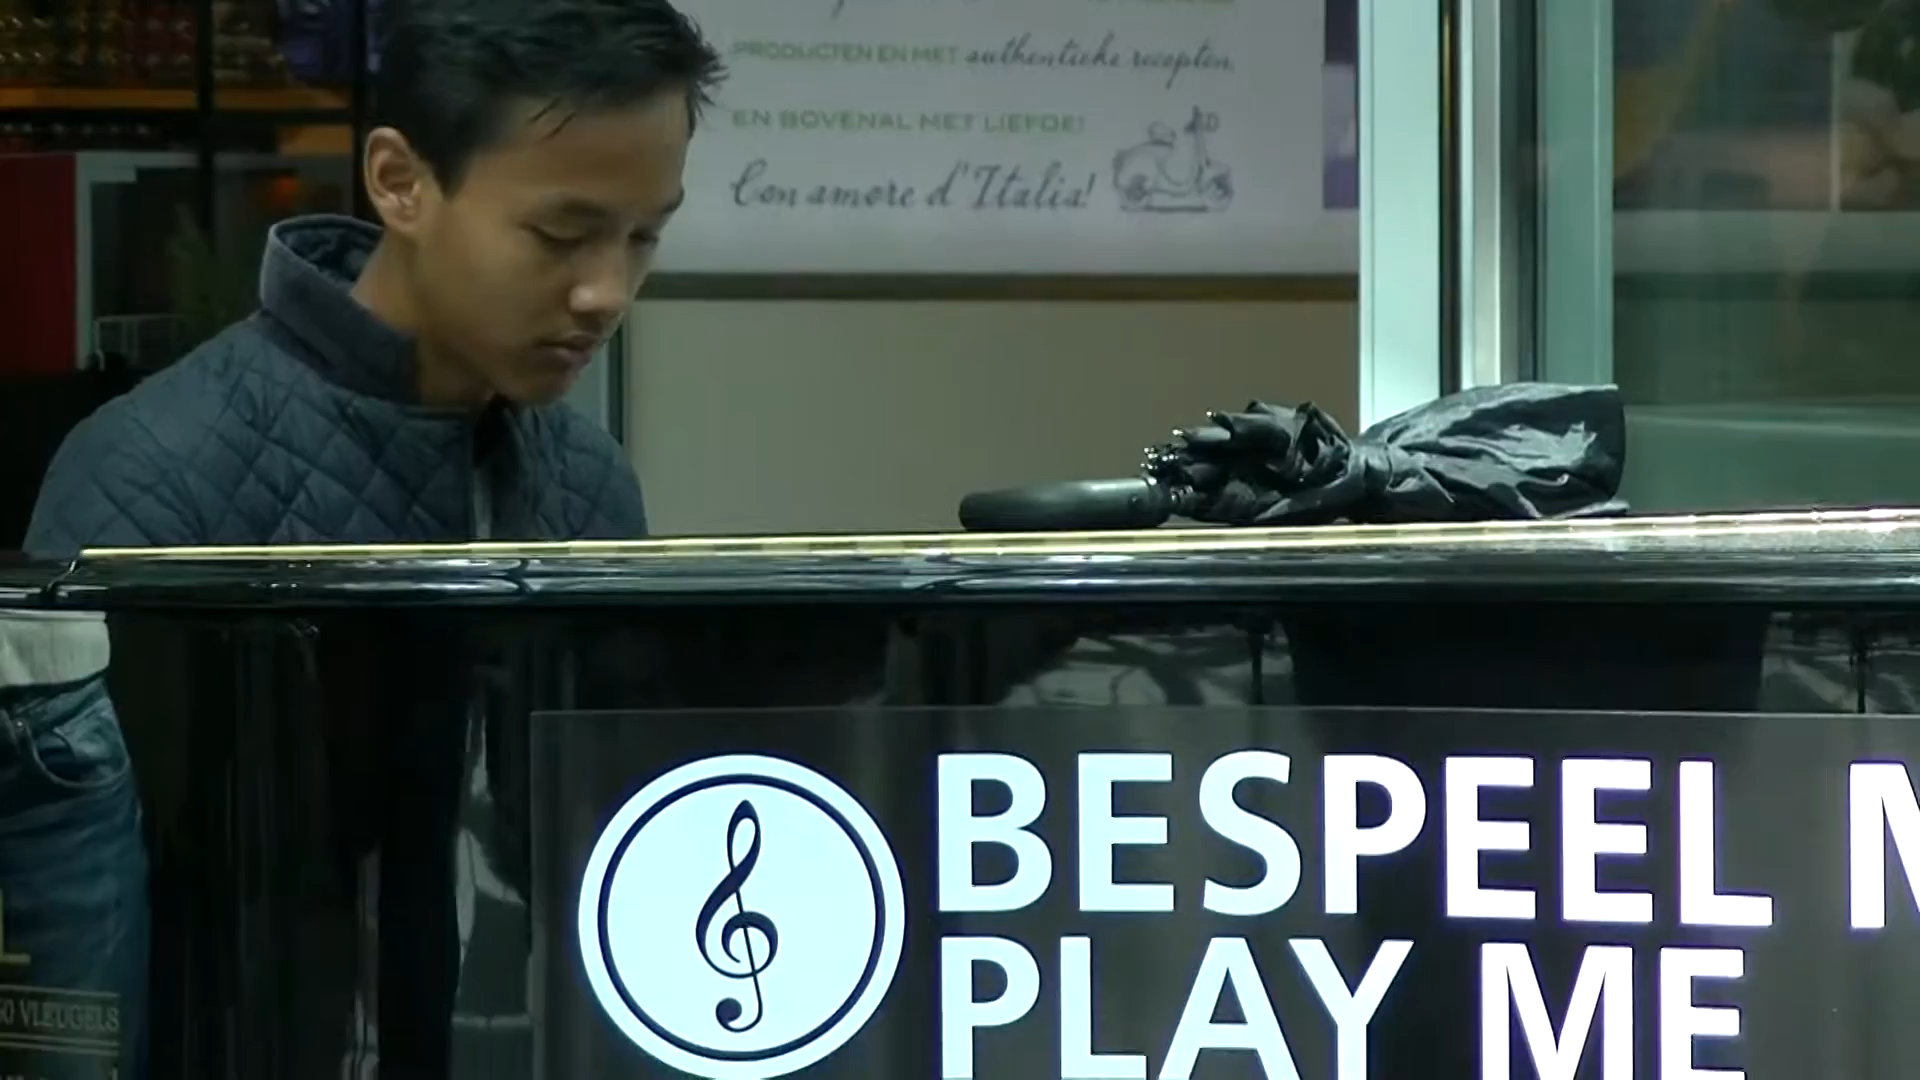 PRODUCTEN EN MET authentieke recepten,
EN BOVENAL MET LIEFDE!
Con amore d'Italia!
BESPEEL
PLAY ME
VLEUGELS